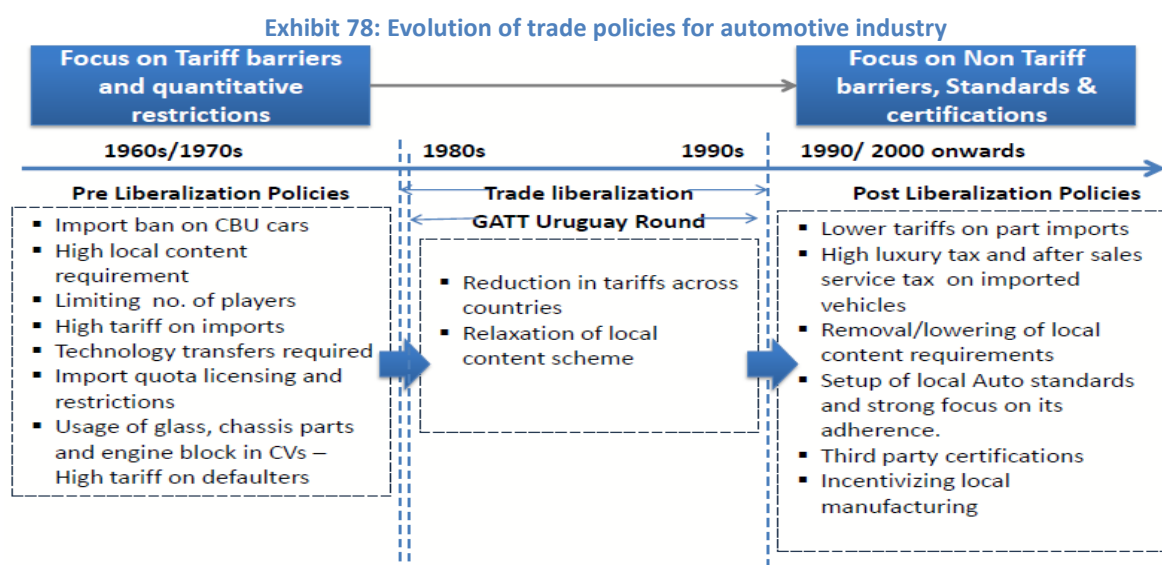 Exhibit 78: Evolution of trade policies for automotive industry
Focus on Tariff barriers
and quantitative
restrictions
Focus on Non Tariff
barriers, Standards &
certifications
1960s/1970s
1980s
1990s
1990/ 2000 onwards
Pre Liberalization Policies
▪ Import ban on CBU cars
▪ High local content
requirement
▪ Limiting no. of players
▪ High tariff on imports
▪ Technology transfers required
▪ Import quota licensing and
restrictions
▪ Usage of glass, chassis parts
and engine block in CVs –
High tariff on defaulters
Trade liberalization
GATT Uruguay Round
▪ Reduction in tariffs across
countries
▪ Relaxation of local
content scheme
Post Liberalization Policies
▪ Lower tariffs on part imports
▪ High luxury tax and after sales
service tax on imported
vehicles
▪ Removal/lowering of local
content requirements
▪ Setup of local Auto standards
and strong focus on its
adherence.
▪ Third party certifications
▪ Incentivizing local
manufacturing